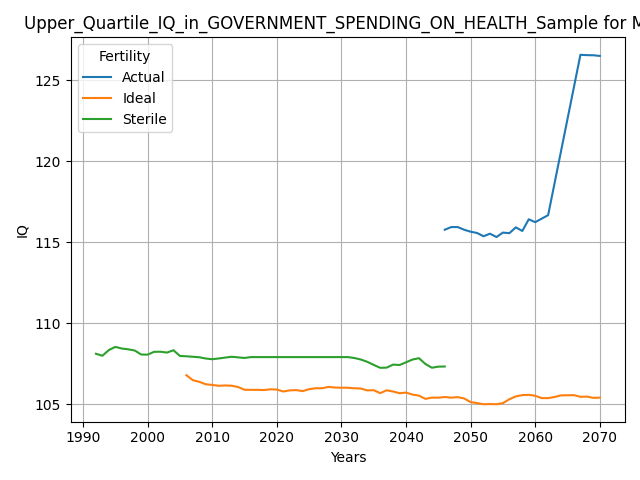 Upper_Quartile_IQ_in_GOVERNMENT_SPENDING_ON_HEALTH_Sample for M
Fertility
Actual
Ideal
Sterile
125
120
115
110
105
IQ
1990 2000 2010 2020 2030 2040 2050 2060 2070
Years